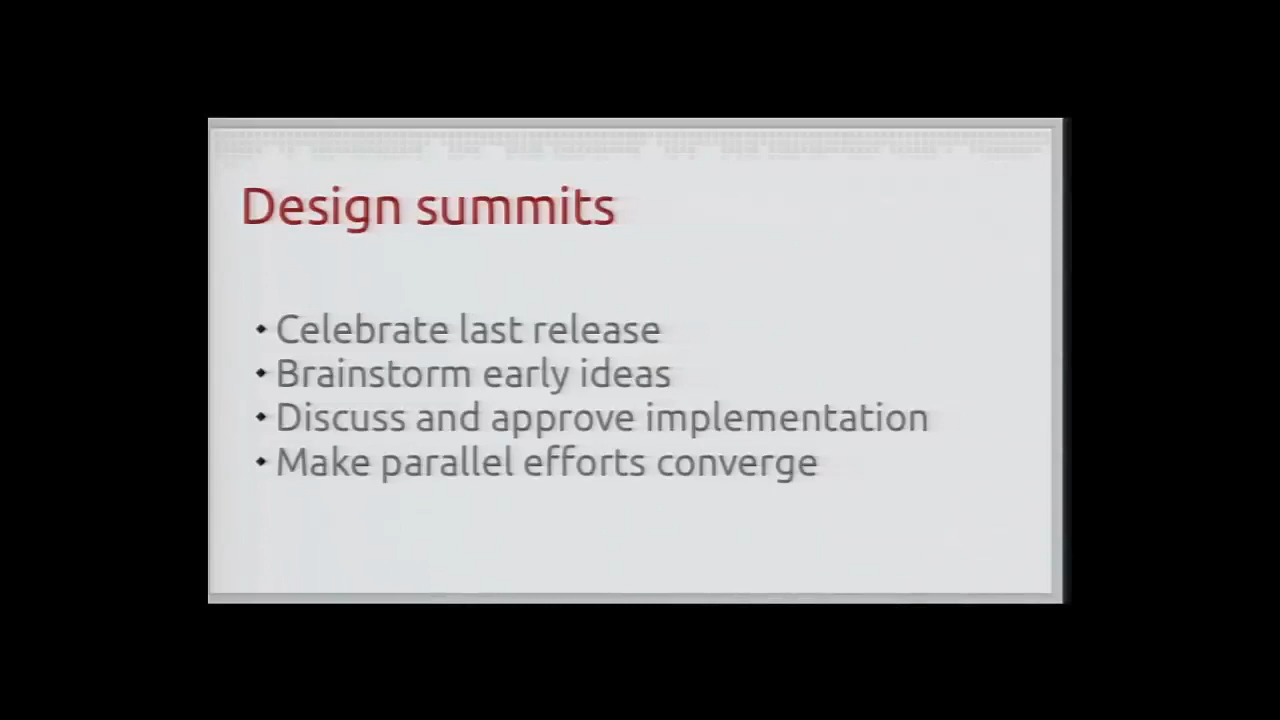 Design summits
• Celebrate last release
• Brainstorm early ideas
• Discuss and approve implementation
• Make parallel efforts converge